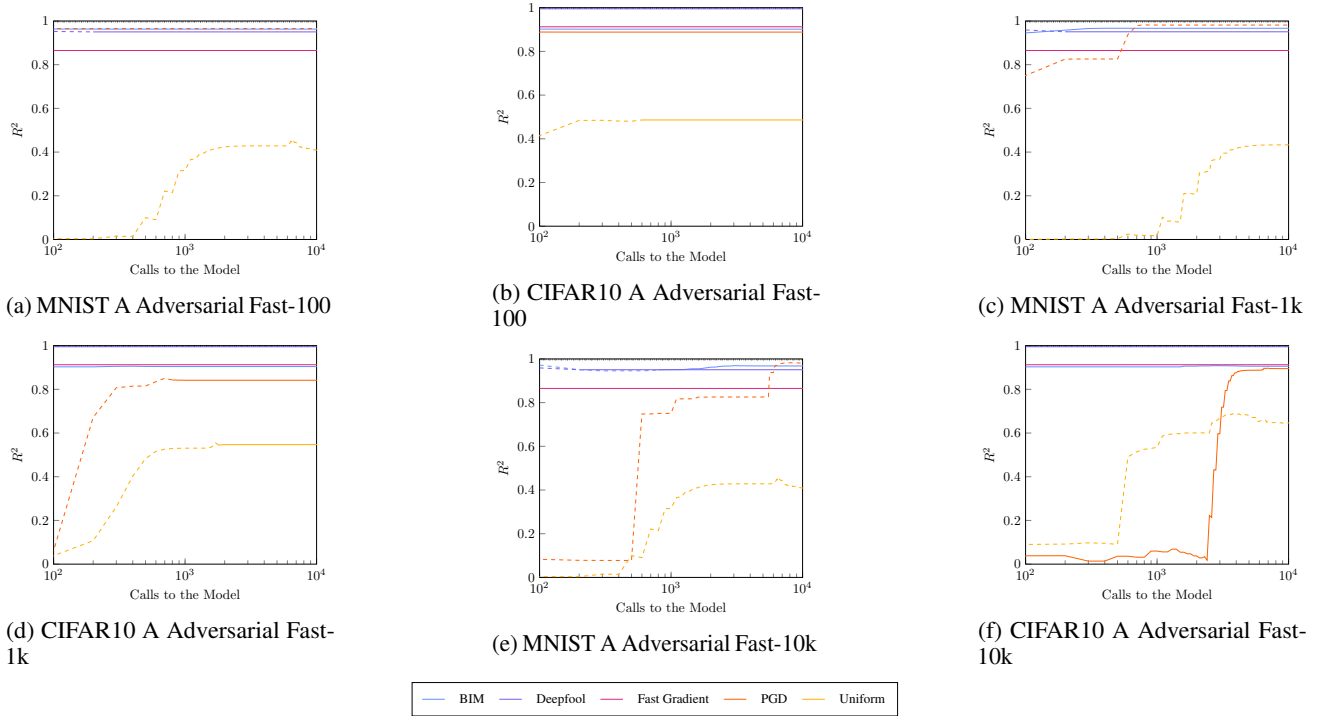 1
0.8
0.6
0.4
0.2
0
R²
10² 10³ 10⁴
Calls to the Model
(a) MNIST A Adversarial Fast-100
1
0.8
0.6
0.4
0.2
0
R²
10² 10³ 10⁴
Calls to the Model
(b) CIFAR10 A Adversarial Fast-
100
1
0.8
0.6
0.4
0.2
0
R²
10² 10³ 10⁴
Calls to the Model
(c) MNIST A Adversarial Fast-1k
1
0.8
0.6
0.4
0.2
0
R²
10² 10³ 10⁴
Calls to the Model
(d) CIFAR10 A Adversarial Fast-
1k
1
0.8
0.6
0.4
0.2
0
R²
10² 10³ 10⁴
Calls to the Model
(e) MNIST A Adversarial Fast-10k
1
0.8
0.6
0.4
0.2
0
R²
10² 10³ 10⁴
Calls to the Model
(f) CIFAR10 A Adversarial Fast-
10k
BIM Deepfool Fast Gradient PGD Uniform